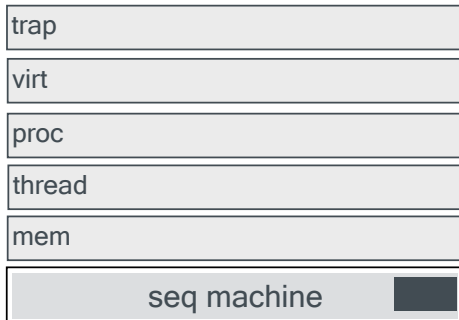 trap
virt
proc
thread
mem
seq machine